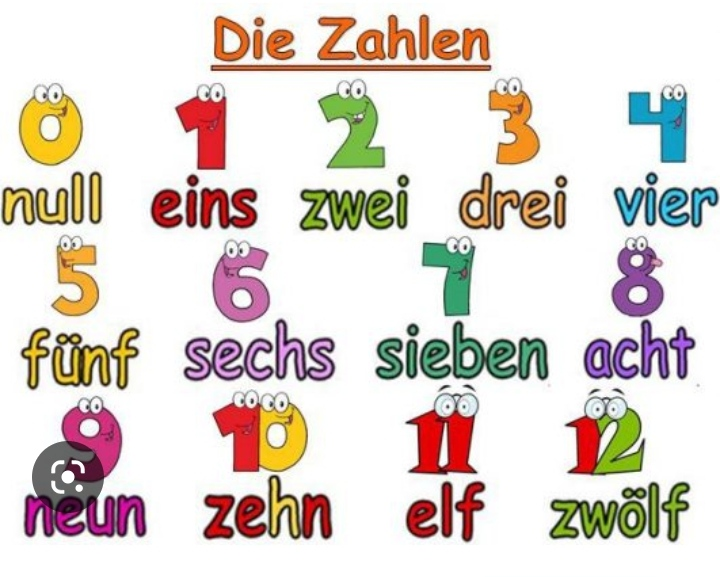 Die Zahlen
0 1 2 3 4
null eins zwei drei vier
5 6 7 8
fünf sechs sieben acht
9 10 11 12
neun zehn elf zwölf